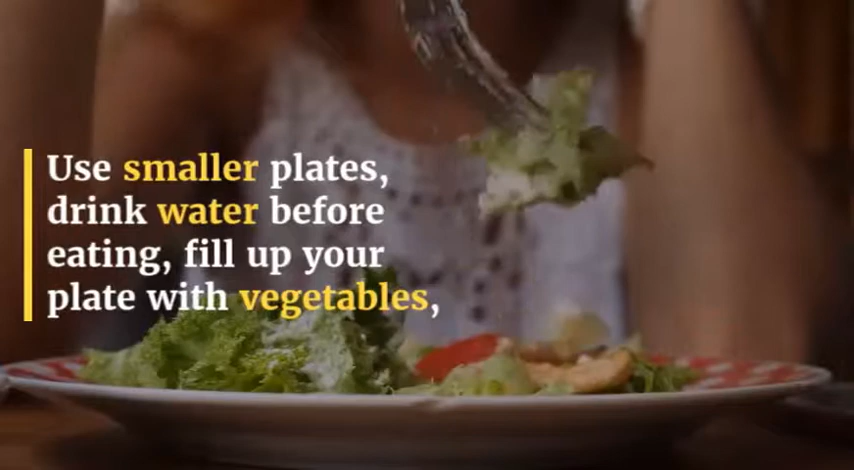 Use smaller plates,
drink water before
eating, fill up your
plate with vegetables,